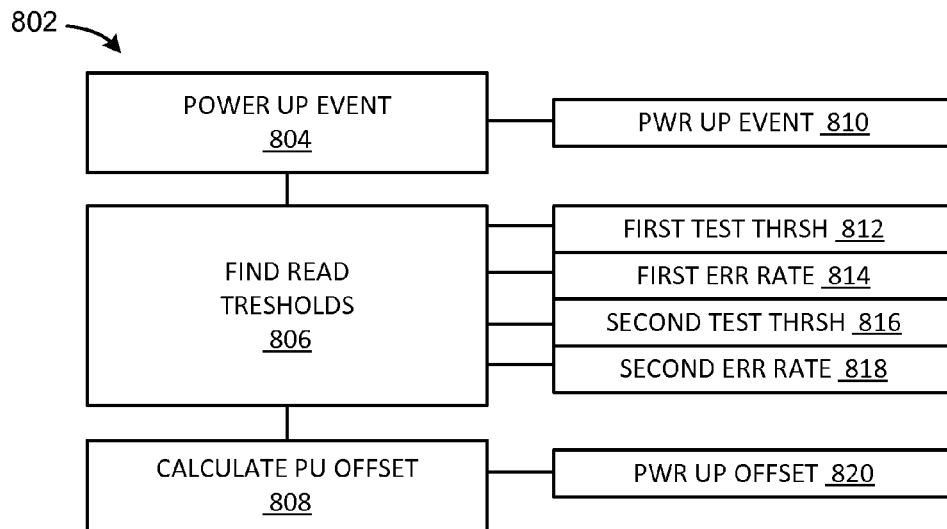 802
POWER UP EVENT
804
PWR UP EVENT 810
FIND READ
TRESHOLDS
806
FIRST TEST THRSH 812
FIRST ERR RATE 814
SECOND TEST THRSH 816
SECOND ERR RATE 818
CALCULATE PU OFFSET
808
PWR UP OFFSET 820